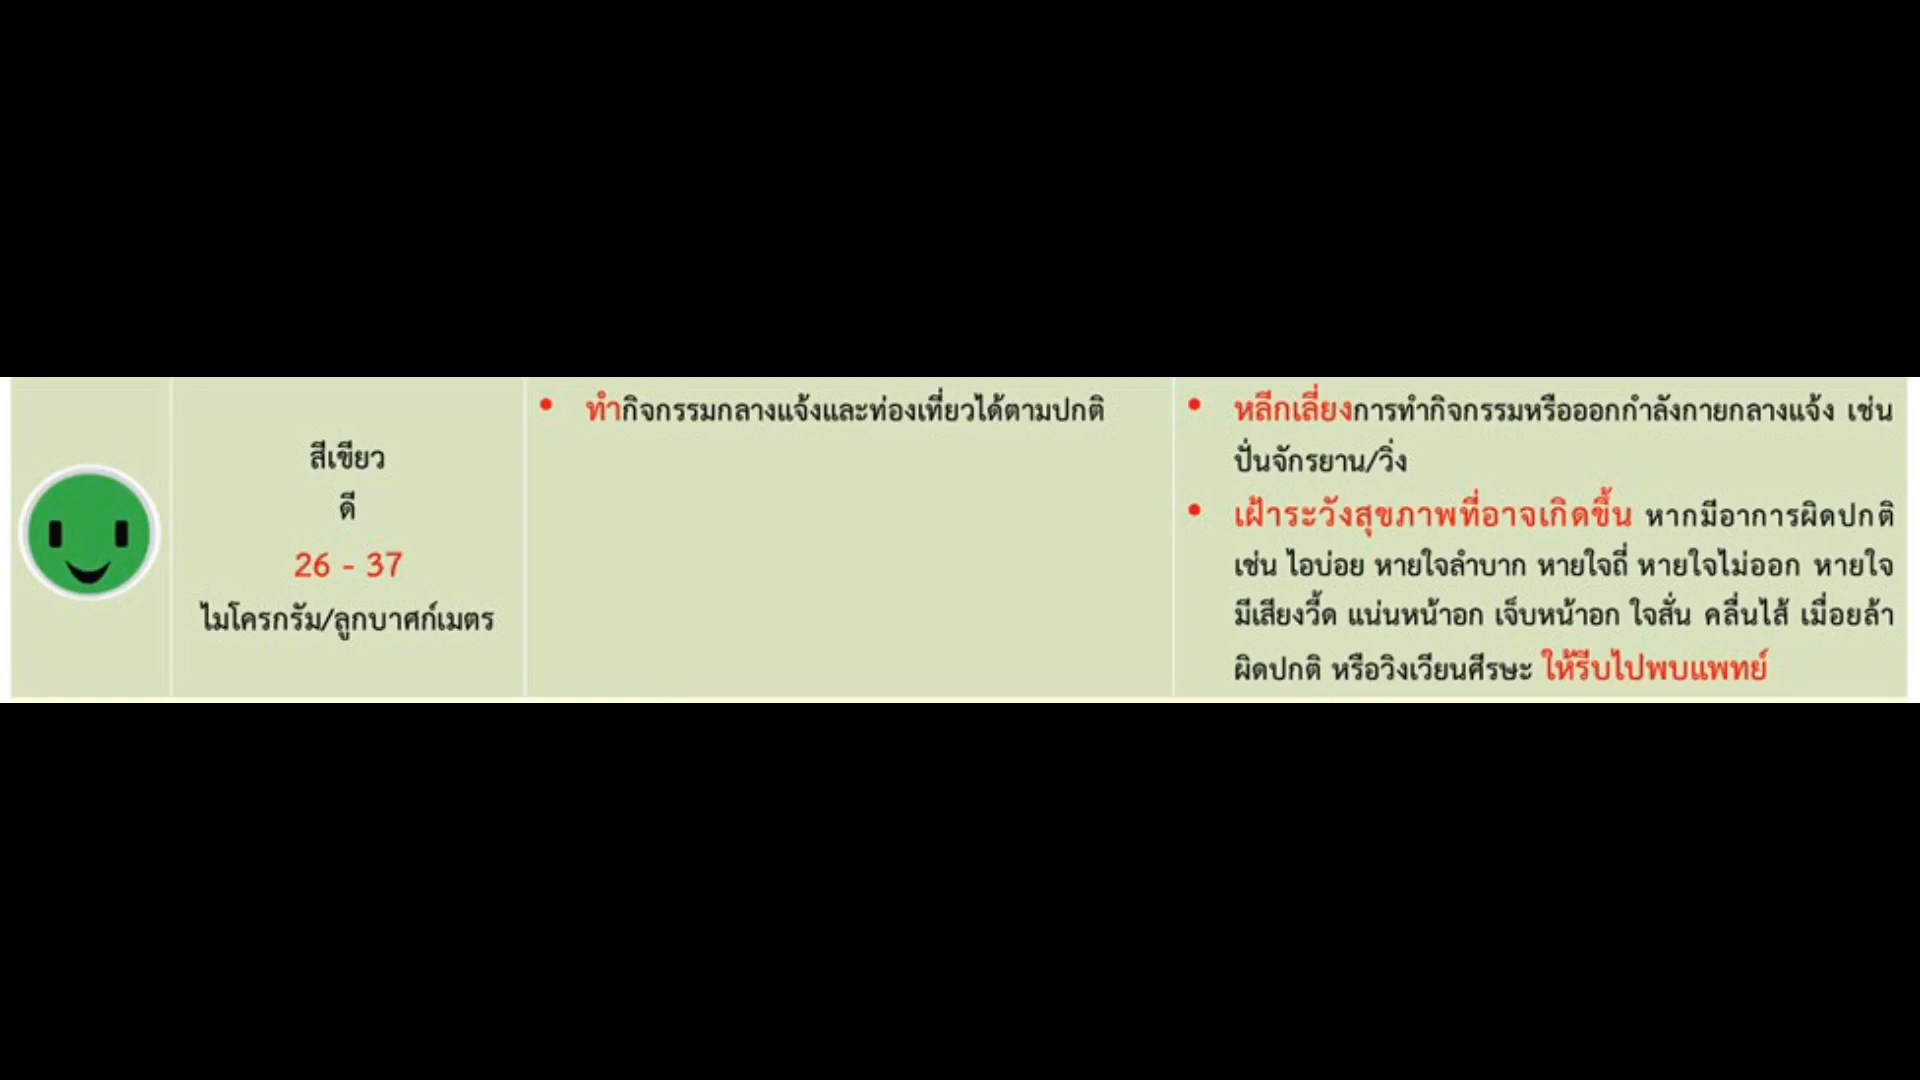 สีเขียว
ดี
26 - 37
ไมโครกรัม/ลูกบาศก์เมตร
• ทำกิจกรรมกลางแจ้งและท่องเที่ยวได้ตามปกติ
• หลีกเลี่ยงการทำกิจกรรมหรือออกกำลังกายกลางแจ้ง เช่น
ปั่นจักรยาน/วิ่ง
• เฝ้าระวังสุขภาพที่อาจเกิดขึ้น หากมีอาการผิดปกติ
เช่น ไอบ่อย หายใจลำบาก หายใจถี่ หายใจไม่ออก หายใจ
มีเสียงวี้ด แน่นหน้าอก เจ็บหน้าอก ใจสั่น คลื่นไส้ เมื่อยล้า
ผิดปกติ หรือวิงเวียนศีรษะ ให้รีบไปพบแพทย์